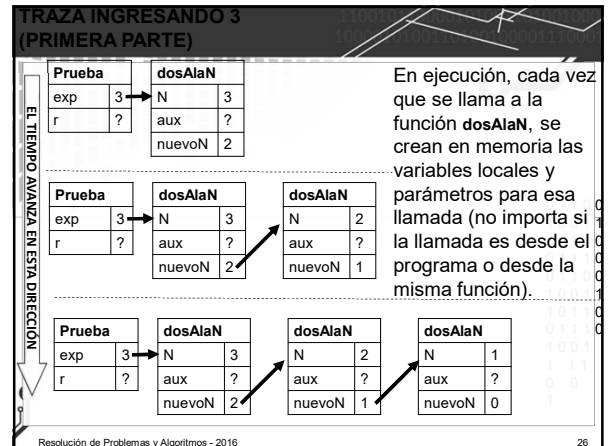 TRAZA INGRESANDO 3
(PRIMERA PARTE)
EL TIEMPO AVANZA EN ESTA DIRECCIÓN
Prueba
exp 3
r ?
dosAlaN
N 3
aux ?
nuevoN 2
En ejecución, cada vez
que se llama a la
función dosAlaN, se
crean en memoria las
variables locales y
parámetros para esa
llamada (no importa si
la llamada es desde el
programa o desde la
misma función).
Prueba
exp 3
r ?
dosAlaN
N 3
aux ?
nuevoN 2
dosAlaN
N 2
aux ?
nuevoN 1
Prueba
exp 3
r ?
dosAlaN
N 3
aux ?
nuevoN 2
dosAlaN
N 2
aux ?
nuevoN 1
dosAlaN
N 1
aux ?
nuevoN 0
Resolución de Problemas y Algoritmos - 2016
26